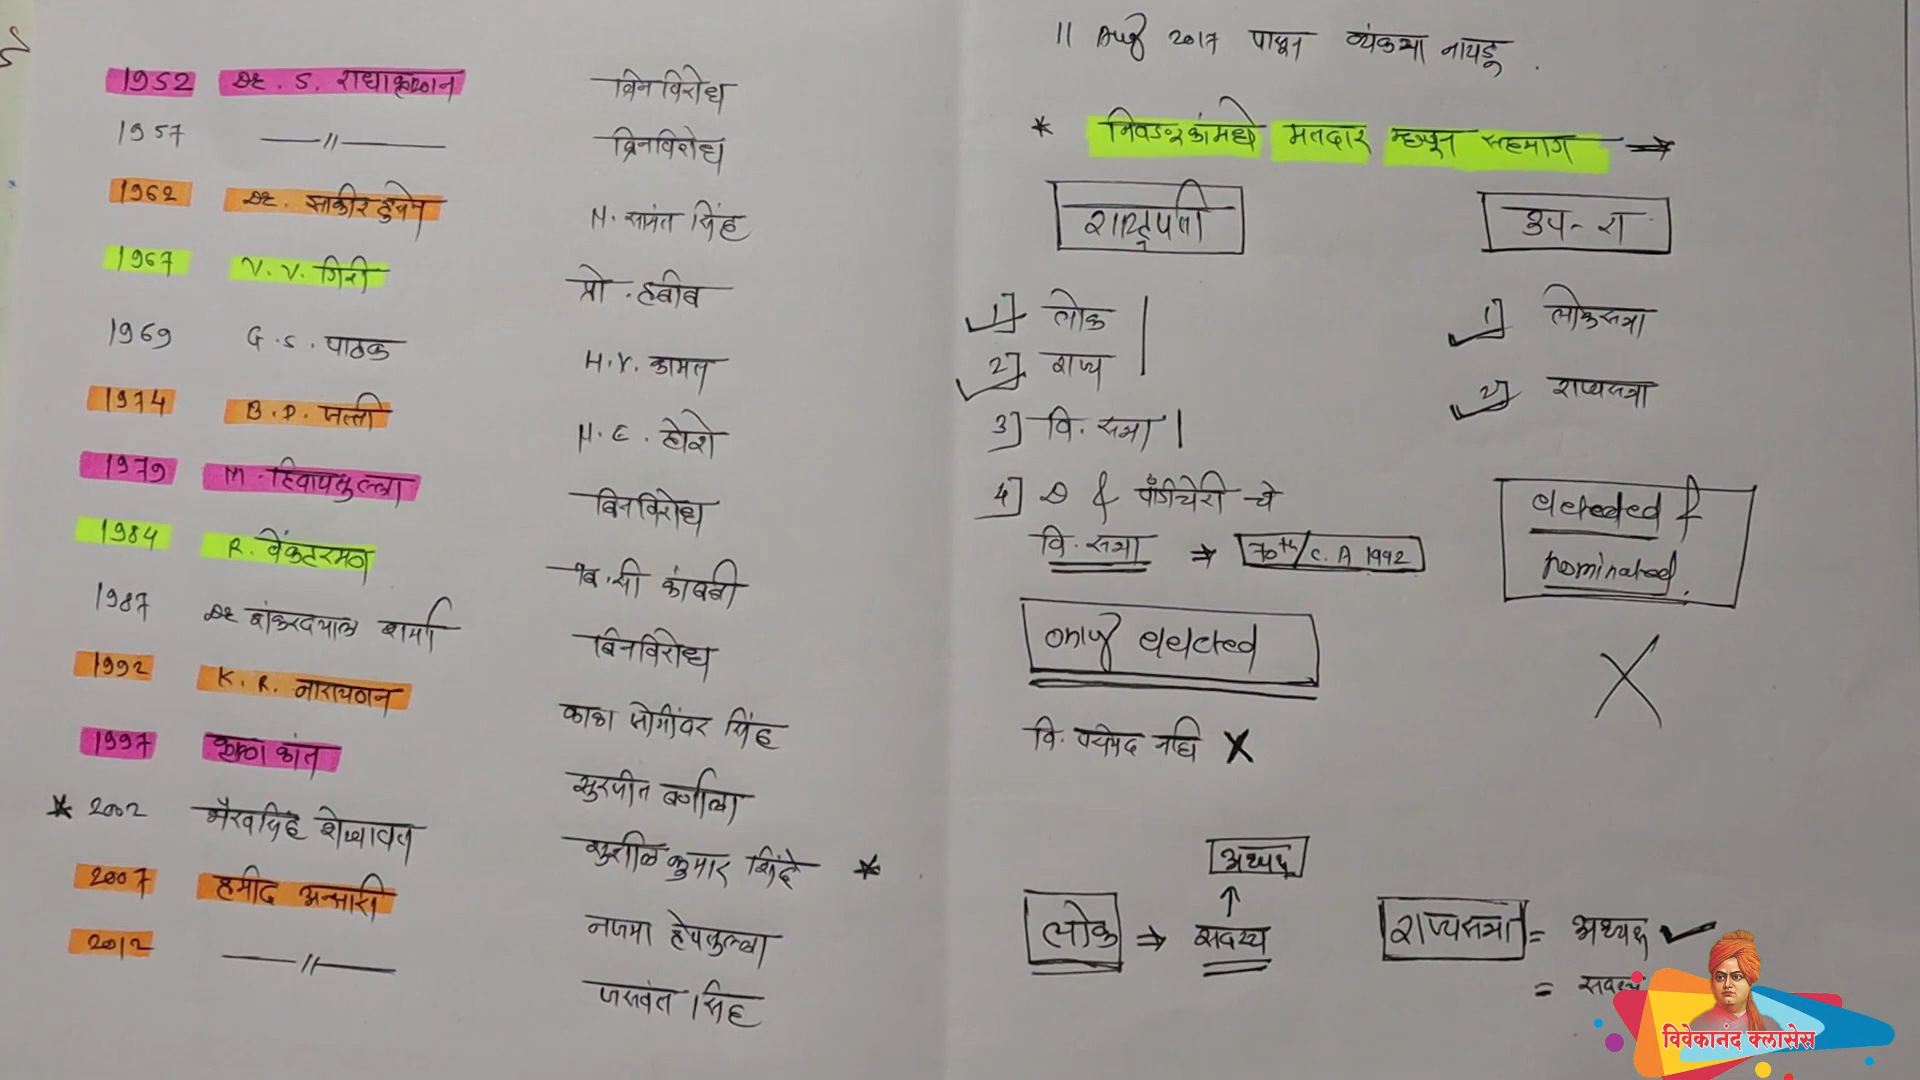 1952 डॉ. S. राधाकृष्णन बिनविरोध
1957 —//— बिनविरोध
1962 डॉ. झाकीर हुसेन N. सामंत सिंह
1967 V. V. गिरी प्रो. हबीब
1969 G. S. पाठक H. V. कामत
1974 B. D. जत्ती N. E. होरो
1979 M. हिदायतुल्ला बिनविरोध
1984 R. वेंकटरमण सी कांबळे
1987 डॉ शंकरदयाल शर्मा बिनविरोध
1992 K. R. नारायणन काका जोगींदर सिंह
1997 कृष्ण कांत सुरजीत बर्णाला
* 2002 भैरवसिंह शेखावत सुशील कुमार शिंदे *
2007 हमीद अन्सारी नजमा हेपतुल्ला
2012 —//— जसवंत सिंह
11 Aug 2017 पासून व्यंकय्या नायडू.
* निवडणूकांमध्ये मतदार म्हणून सहभाग →
राष्ट्रपती
1] लोक
2] राज्य
3] वि. सभा
4] D & पाँडीचेरी चे
वि. सभा ⇒ 70th/C. A 1992
only elected
वि. परिषद नाही X
उप-रा
1] लोकसभा
2] राज्यसभा
elected &
nominated.
X
अध्यक्ष
↑
लोक ⇒ सदस्य
राज्यसभा = अध्यक्ष ✓
= सदस्य
विवेकानंद क्लासेस